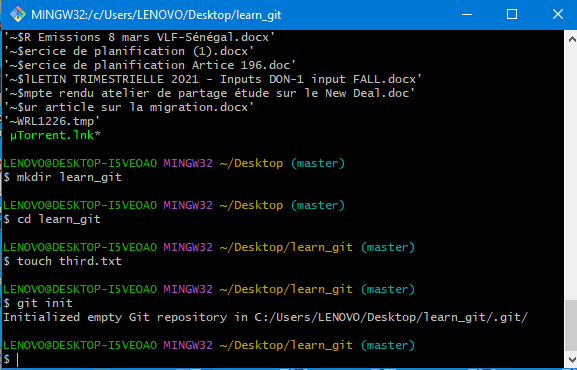 MINGW32:/c/Users/LENOVO/Desktop/learn_git
'~$R Emissions 8 mars VLF-Sénégal.docx'
'~$ercice de planification (1).docx'
'~$ercice de planification Artice 196.doc'
'~$lLETIN TRIMESTRIELLE 2021 - Inputs DON-1 input FALL.docx'
'~$mpte rendu atelier de partage étude sur le New Deal.doc'
'~$ur article sur la migration.docx'
'~WRL1226.tmp'
µTorrent.lnk*
LENOVO@DESKTOP-I5VEOAO MINGW32 ~/Desktop (master)
$ mkdir learn_git
LENOVO@DESKTOP-I5VEOAO MINGW32 ~/Desktop (master)
$ cd learn_git
LENOVO@DESKTOP-I5VEOAO MINGW32 ~/Desktop/learn_git (master)
$ touch third.txt
LENOVO@DESKTOP-I5VEOAO MINGW32 ~/Desktop/learn_git (master)
$ git init
Initialized empty Git repository in C:/Users/LENOVO/Desktop/learn_git/.git/
LENOVO@DESKTOP-I5VEOAO MINGW32 ~/Desktop/learn_git (master)
$